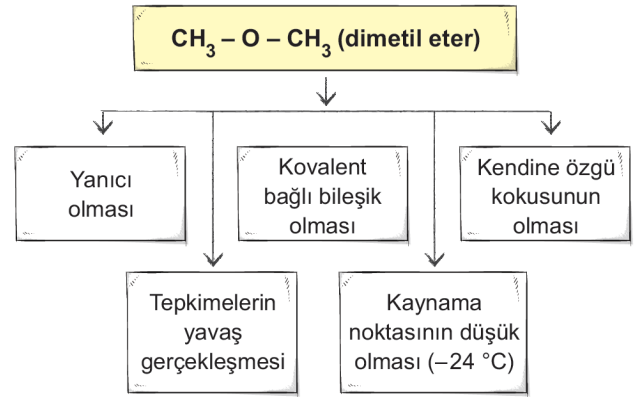 CH3 – O – CH3 (dimetil eter)
Yanıcı
olması
Kovalent
bağlı bileşik
olması
Kendine özgü
kokusunun
olması
Tepkimelerin
yavaş
gerçekleşmesi
Kaynama
noktasının düşük
olması (–24 °C)